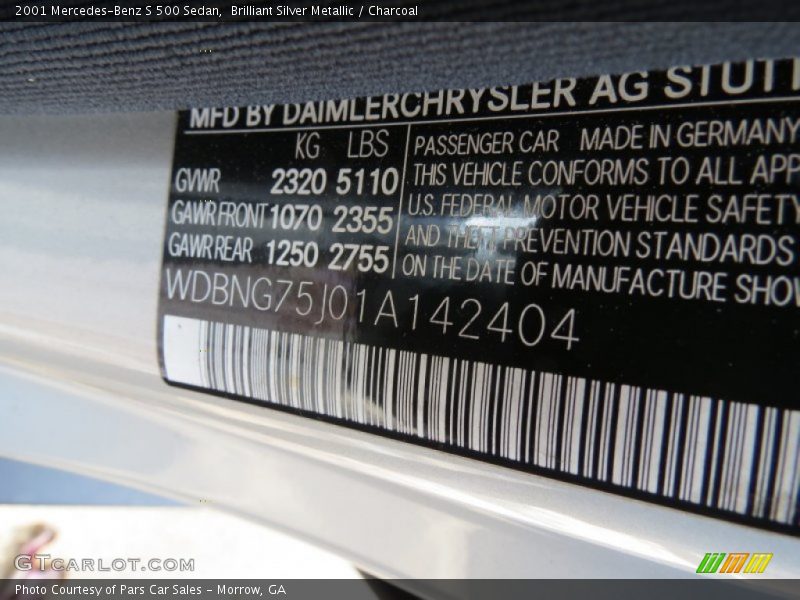 2001 Mercedes-Benz S 500 Sedan, Brilliant Silver Metallic / Charcoal
MFD BY DAIMLERCHRYSLER AG
KG LBS
GVWR 2320 5110
GAWR FRONT 1070 2355
GAWR REAR 1250 2755
PASSENGER CAR MADE IN GERMANY
THIS VEHICLE CONFORMS TO ALL
U.S. FEDERAL MOTOR VEHICLE SAFETY
AND THEFT PREVENTION STANDARDS
ON THE DATE OF MANUFACTURE
WDBNG75J01A142404
GTCARLOT.COM
Photo Courtesy of Pars Car Sales - Morrow, GA